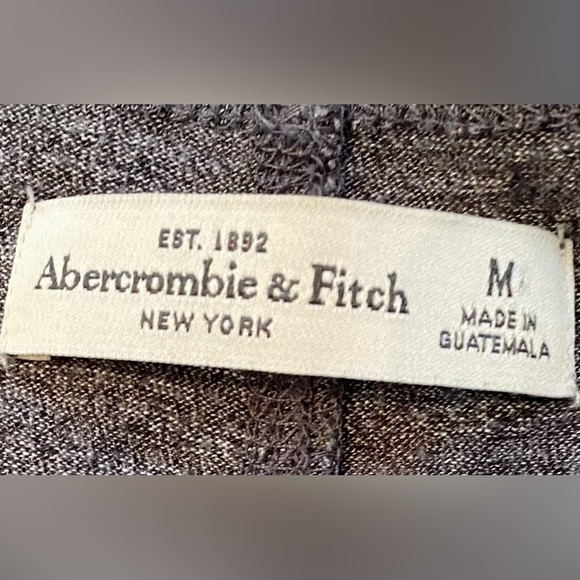 EST. 1892
Abercrombie & Fitch
NEW YORK
M
MADE IN
GUATEMALA